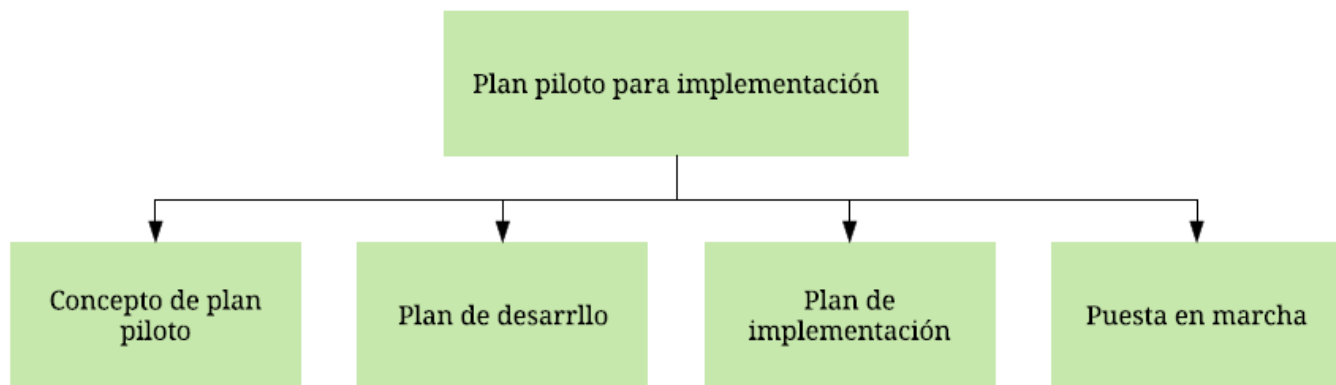 Plan piloto para implementación
Concepto de plan
piloto
Plan de desarrllo
Plan de
implementación
Puesta en marcha